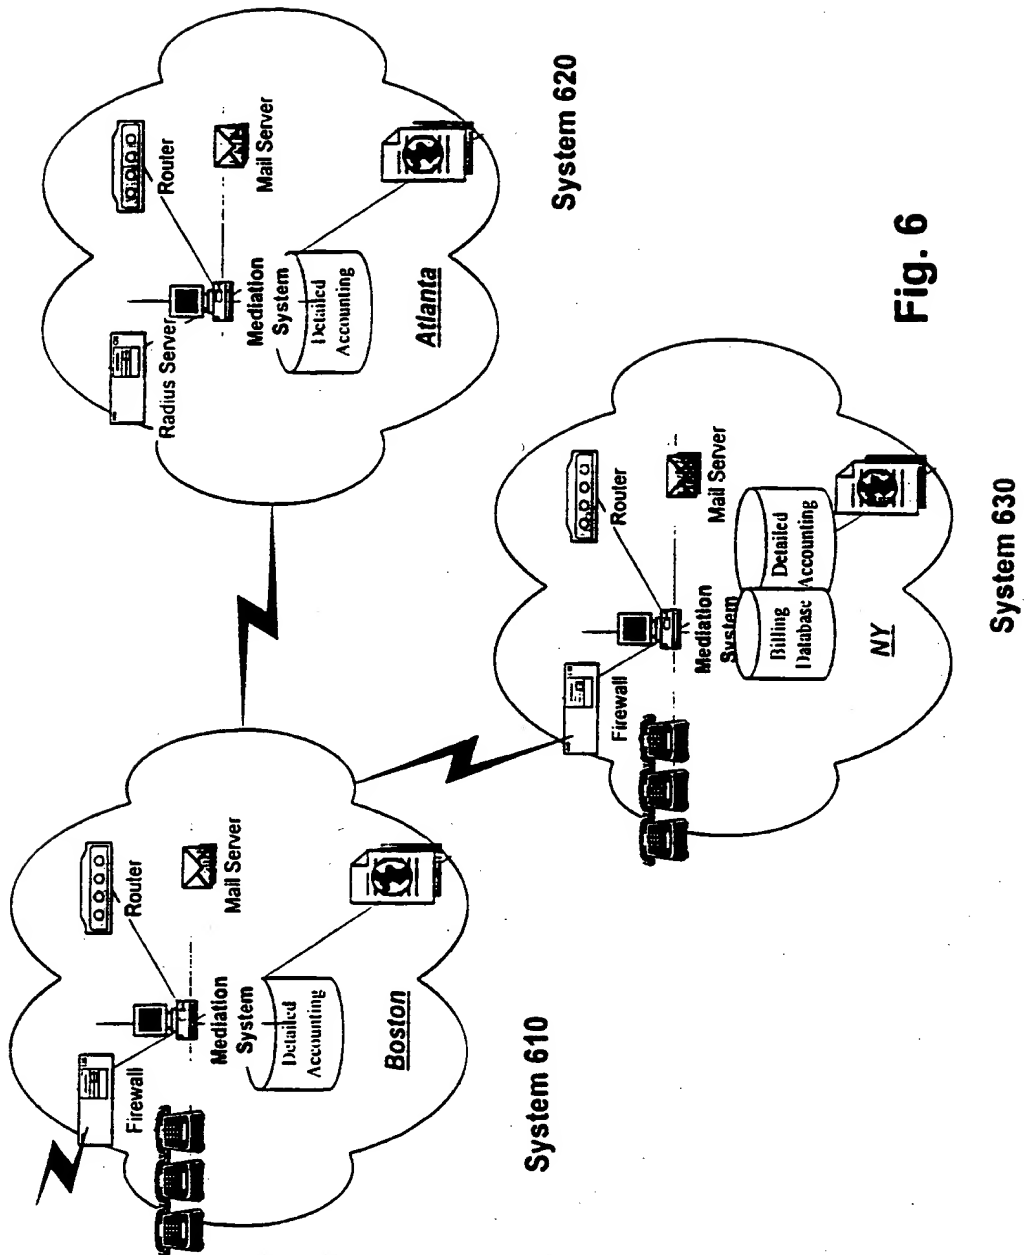 Firewall
Router
Mail Server
Mediation
System
Detailed
Accounting
Boston
System 610
Radius Server
Router
Mail Server
Mediation
System
Detailed
Accounting
Atlanta
System 620
Firewall
Router
Mail Server
Mediation
System
Billing
Database
Detailed
Accounting
NY
System 630
Fig. 6